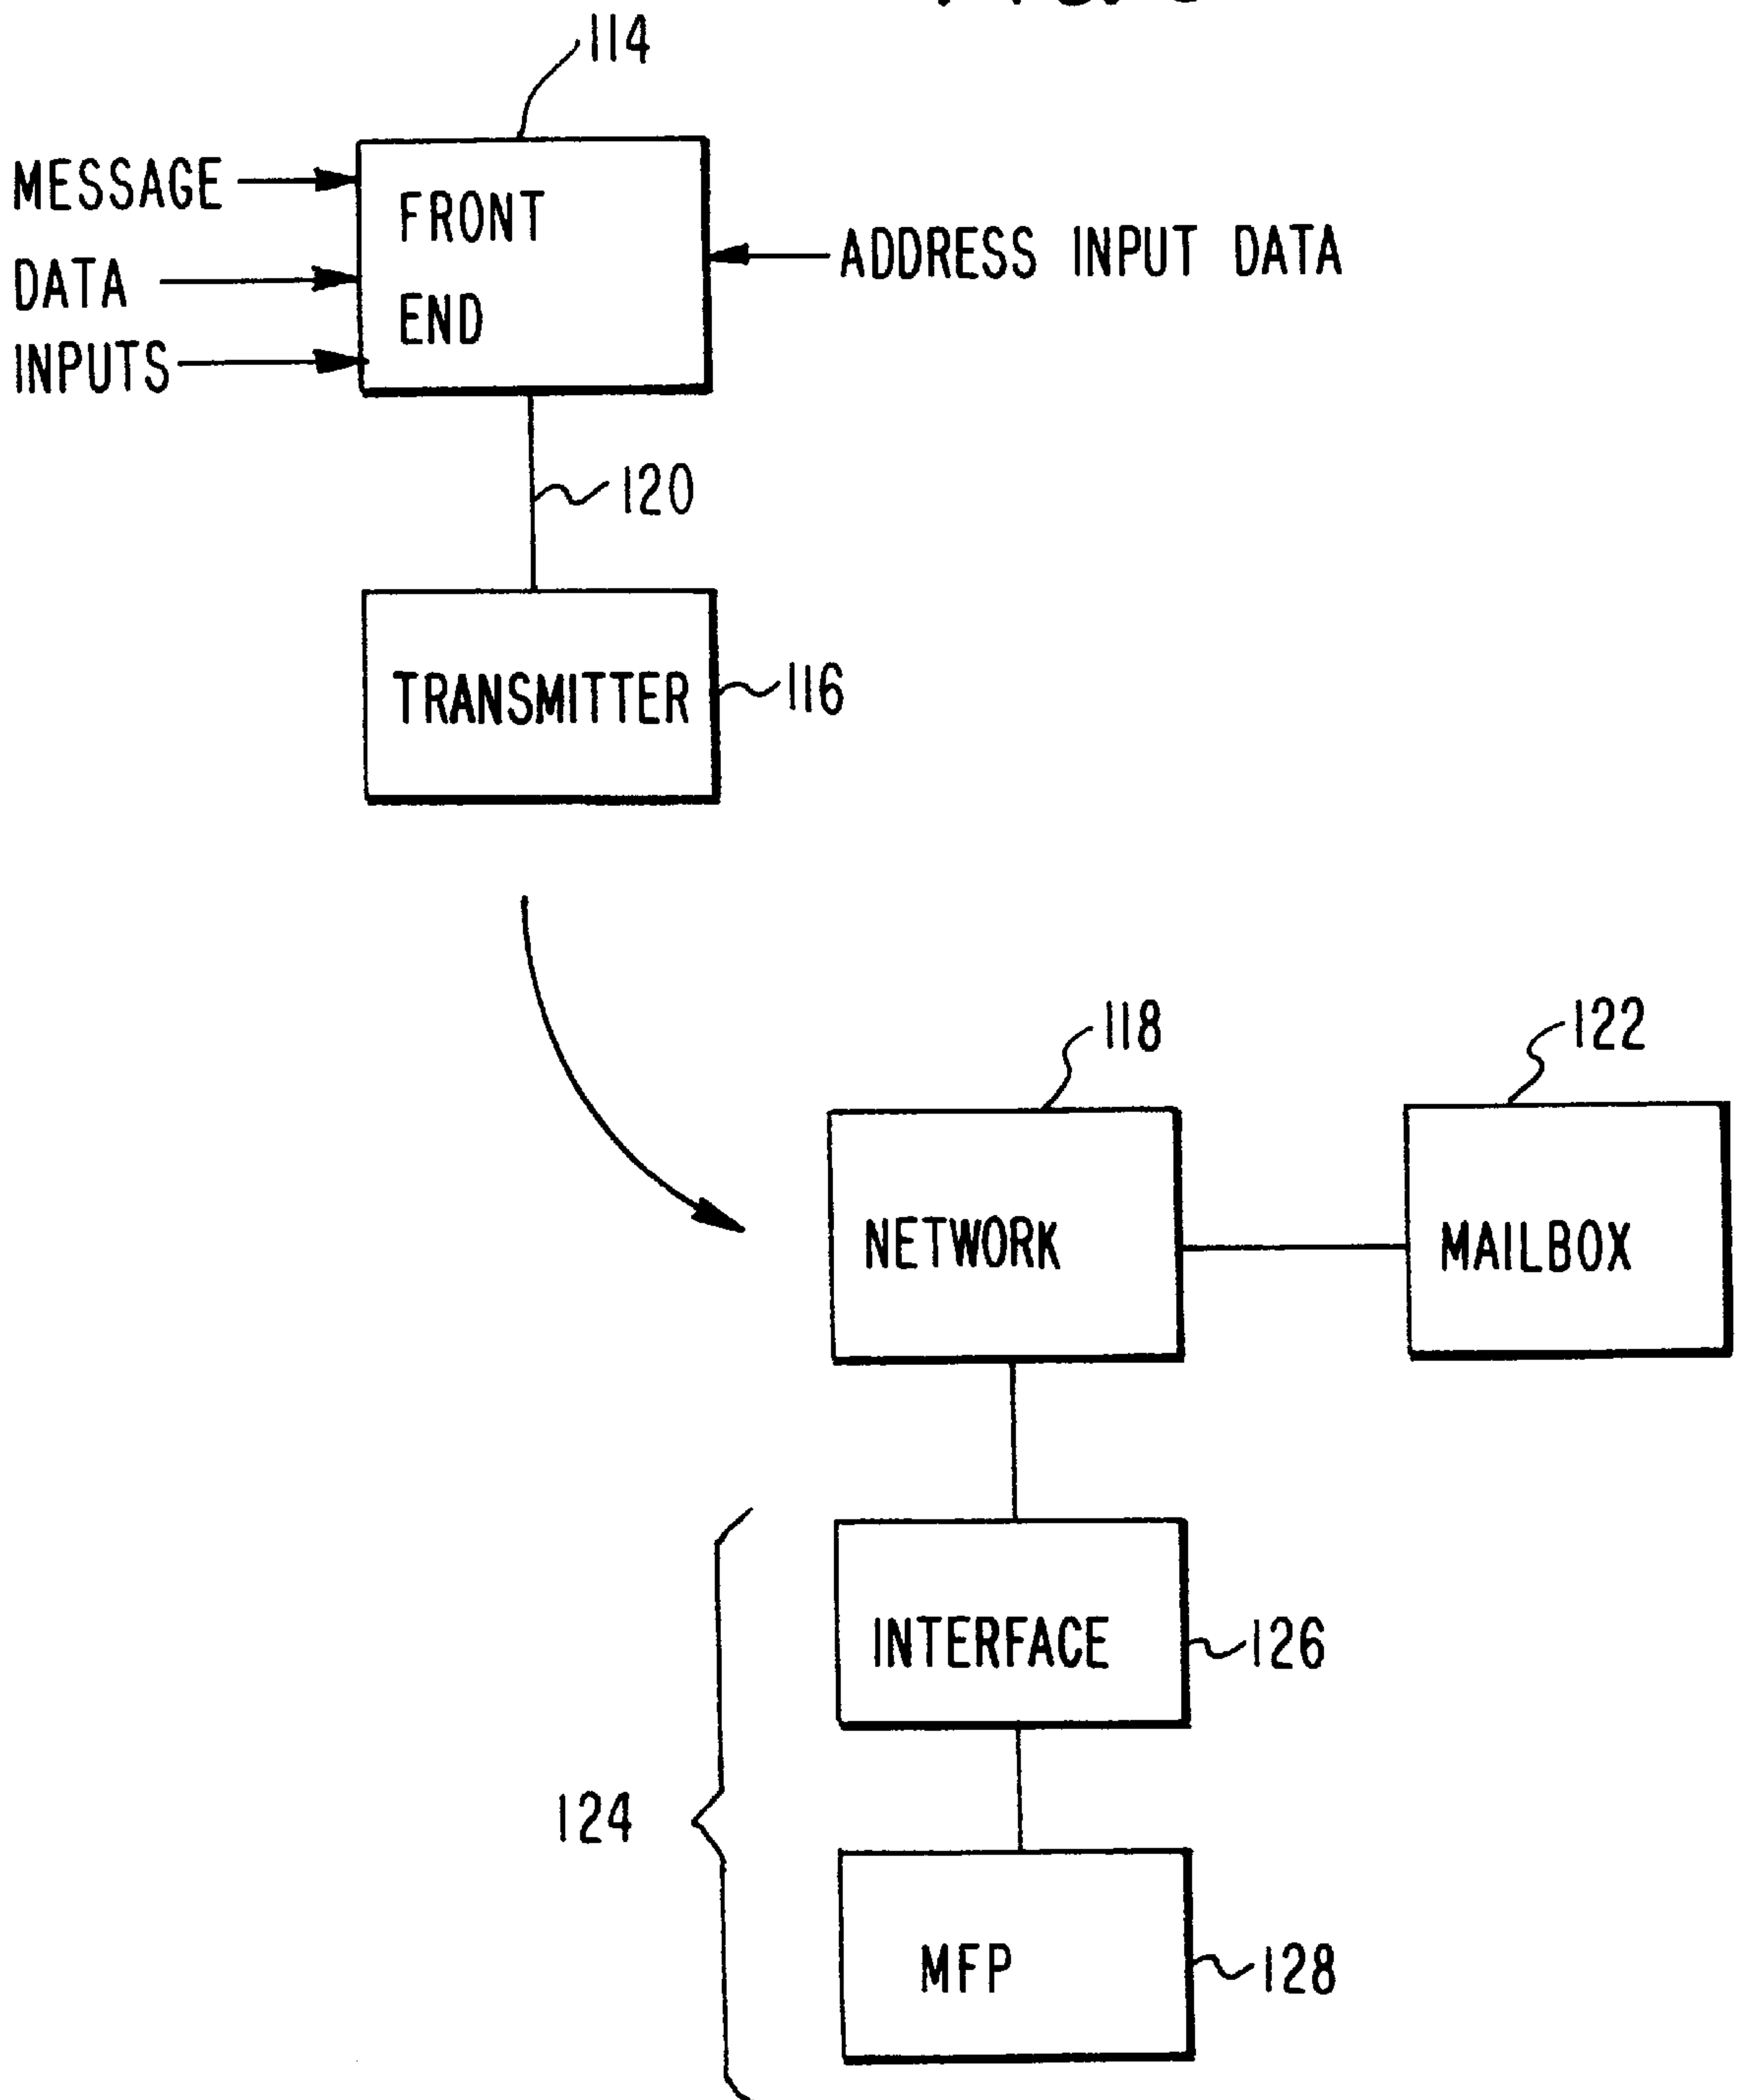 114
MESSAGE
DATA
INPUTS
FRONT
END
ADDRESS INPUT DATA
120
TRANSMITTER
116
118
122
NETWORK
MAILBOX
INTERFACE
126
124
MFP
128